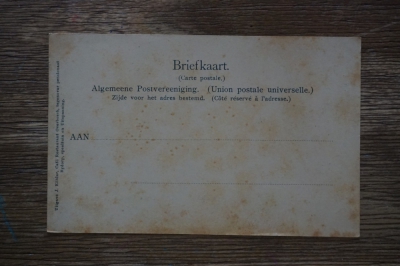 Briefkaart.
(Carte postale.)
Algemeene Postvereeniging. (Union postale universelle.)
Zijde voor het adres bestemd. (Côté réservé à l'adresse.)
AAN